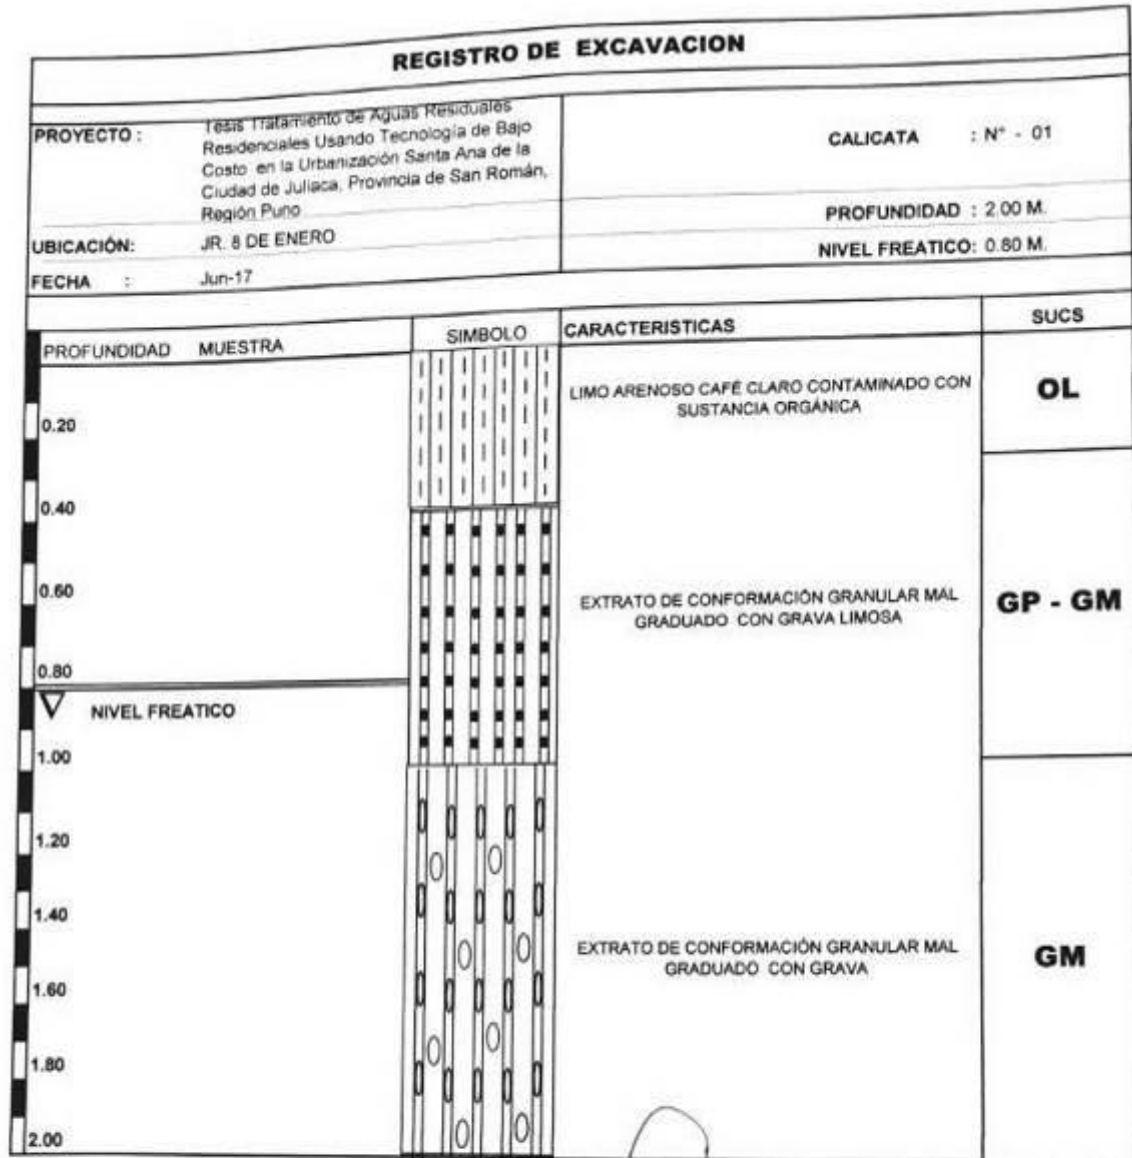 REGISTRO DE EXCAVACION
PROYECTO :
Tesis Tratamiento de Aguas Residuales
Residenciales Usando Tecnología de Bajo
Costo en la Urbanización Santa Ana de la
Ciudad de Juliaca, Provincia de San Román,
Región Puno
CALICATA : N° - 01
PROFUNDIDAD : 2.00 M.
UBICACIÓN: JR. 8 DE ENERO
NIVEL FREATICO: 0.80 M.
FECHA : Jun-17
PROFUNDIDAD MUESTRA SIMBOLO CARACTERISTICAS SUCS
LIMO ARENOSO CAFÉ CLARO CONTAMINADO CON
SUSTANCIA ORGÁNICA
OL
0.20
0.40
0.60
EXTRATO DE CONFORMACIÓN GRANULAR MAL
GRADUADO CON GRAVA LIMOSA
GP - GM
0.80
NIVEL FREATICO
1.00
1.20
1.40
EXTRATO DE CONFORMACIÓN GRANULAR MAL
GRADUADO CON GRAVA
GM
1.60
1.80
2.00